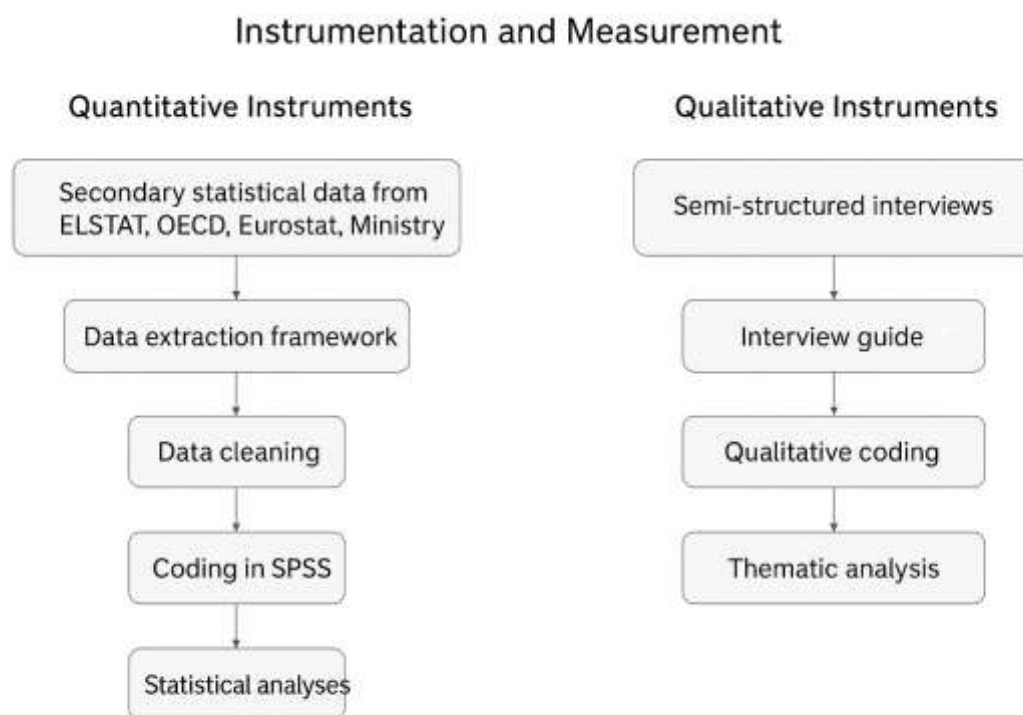 Instrumentation and Measurement
Quantitative Instruments
Secondary statistical data from
ELSTAT, OECD, Eurostat, Ministry
Data extraction framework
Data cleaning
Coding in SPSS
Statistical analyses
Qualitative Instruments
Semi-structured interviews
Interview guide
Qualitative coding
Thematic analysis